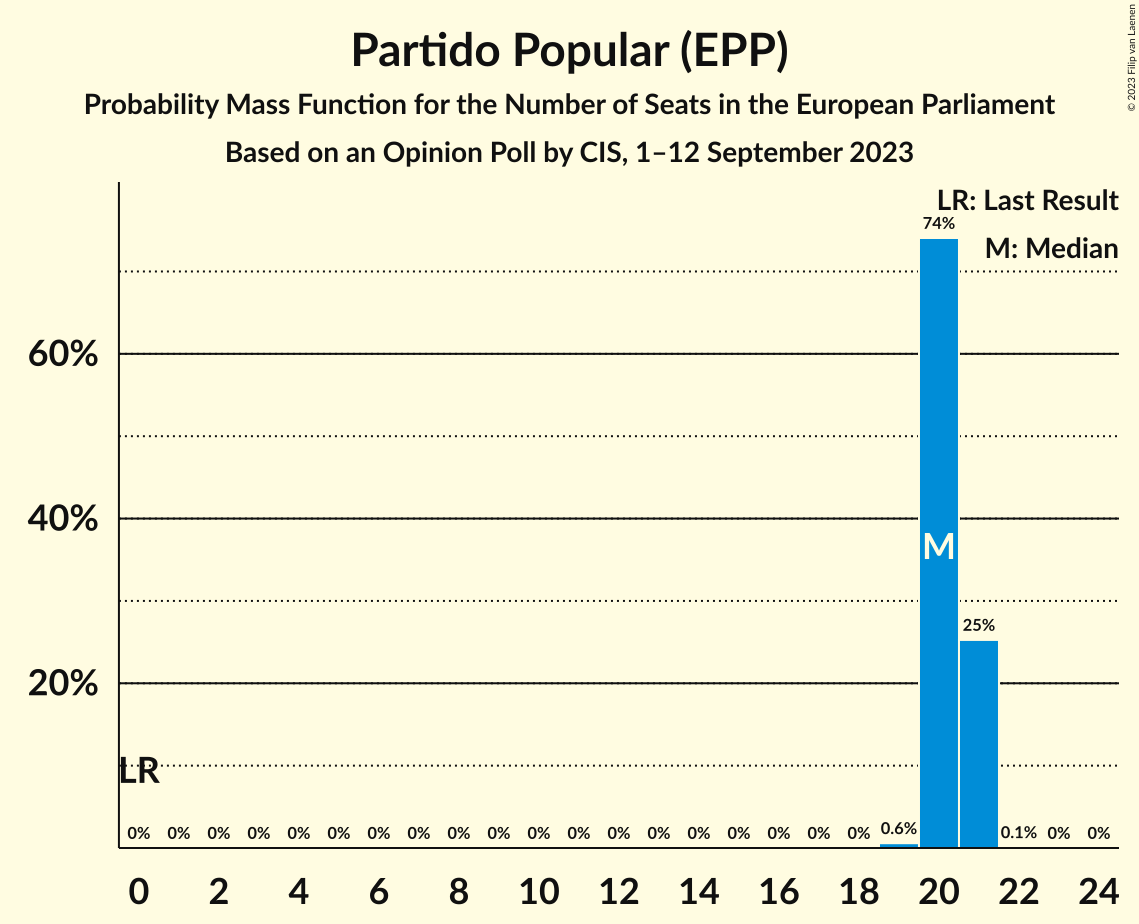 Partido Popular (EPP)
Probability Mass Function for the Number of Seats in the European Parliament
Based on an Opinion Poll by CIS, 1–12 September 2023
© 2023 Filip van Laenen
LR: Last Result
M: Median
74%
60%
40%
M
25%
20%
LR
0% 0% 0% 0% 0% 0% 0% 0% 0% 0% 0% 0% 0% 0% 0% 0% 0% 0% 0% 0.6% 0.1% 0% 0%
0 2 4 6 8 10 12 14 16 18 20 22 24